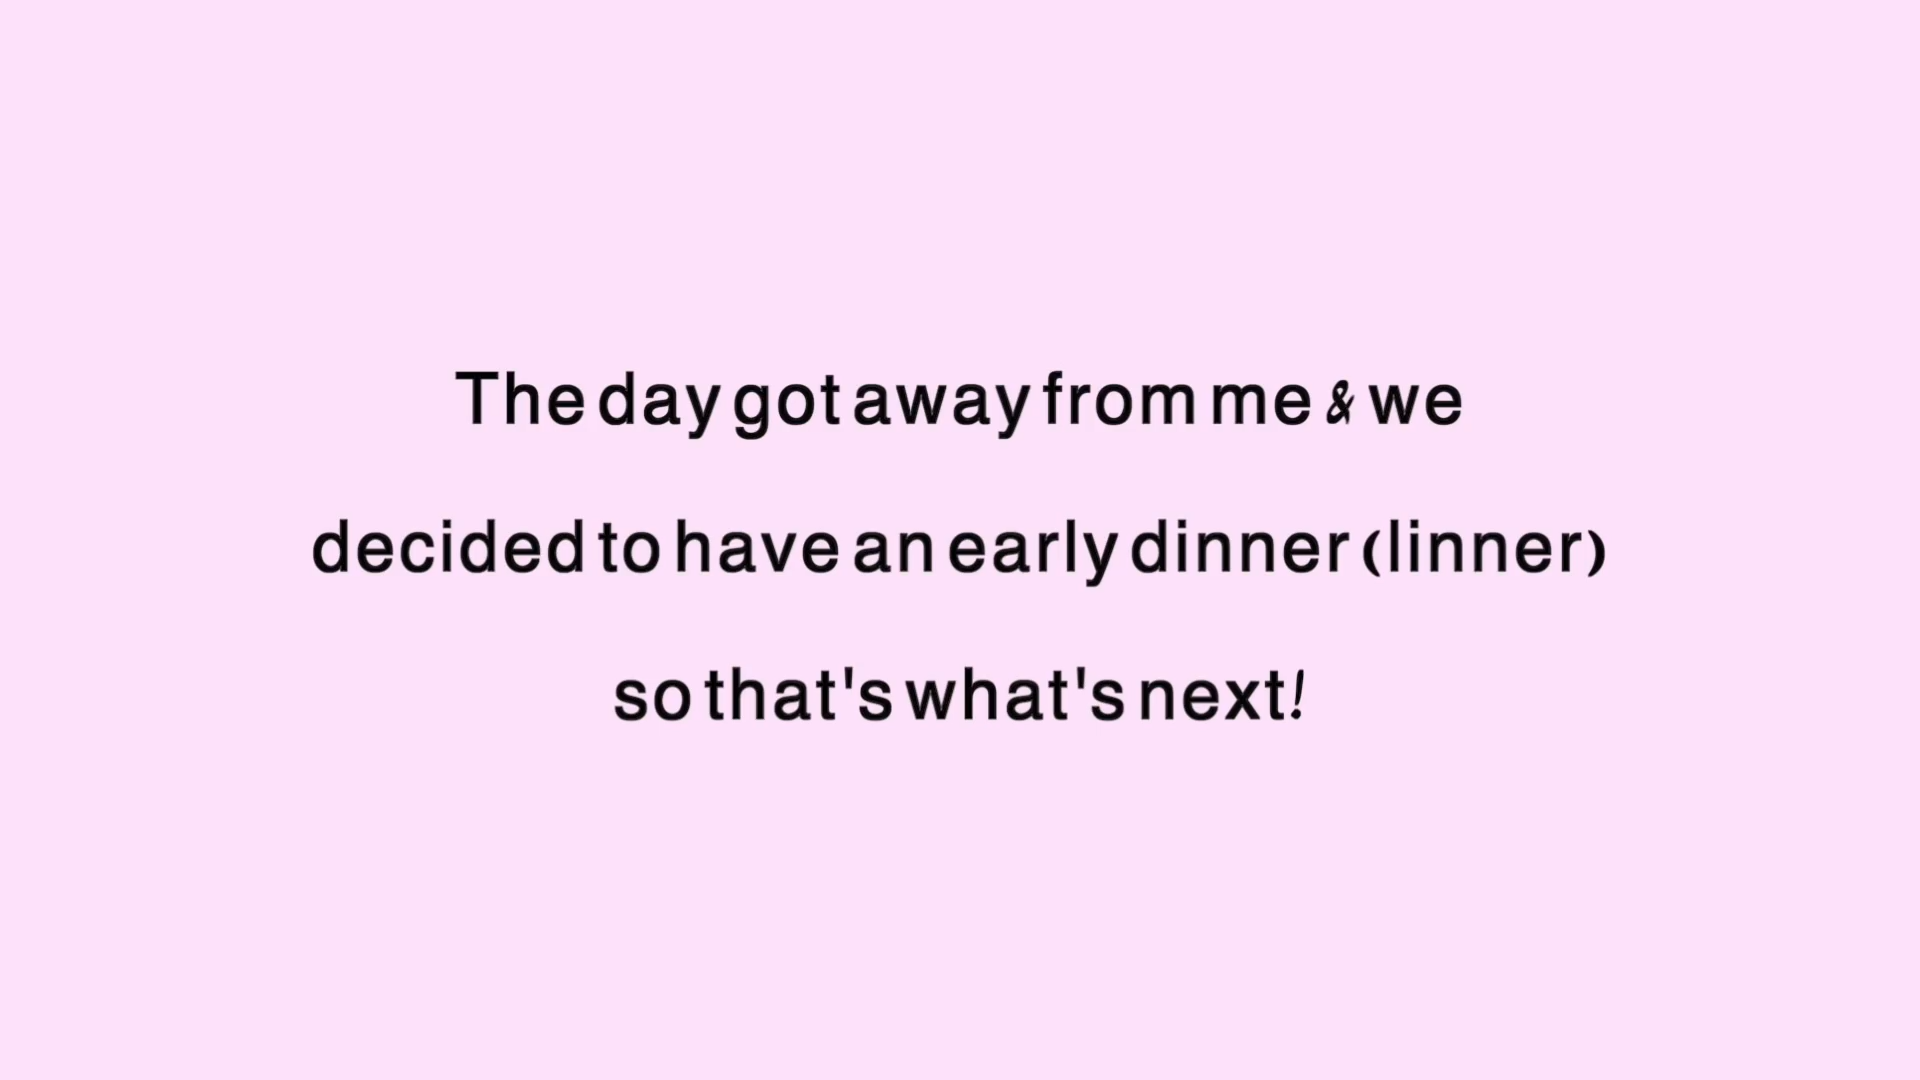 The day got away from me & we
decided to have an early dinner (linner)
so that's what's next!